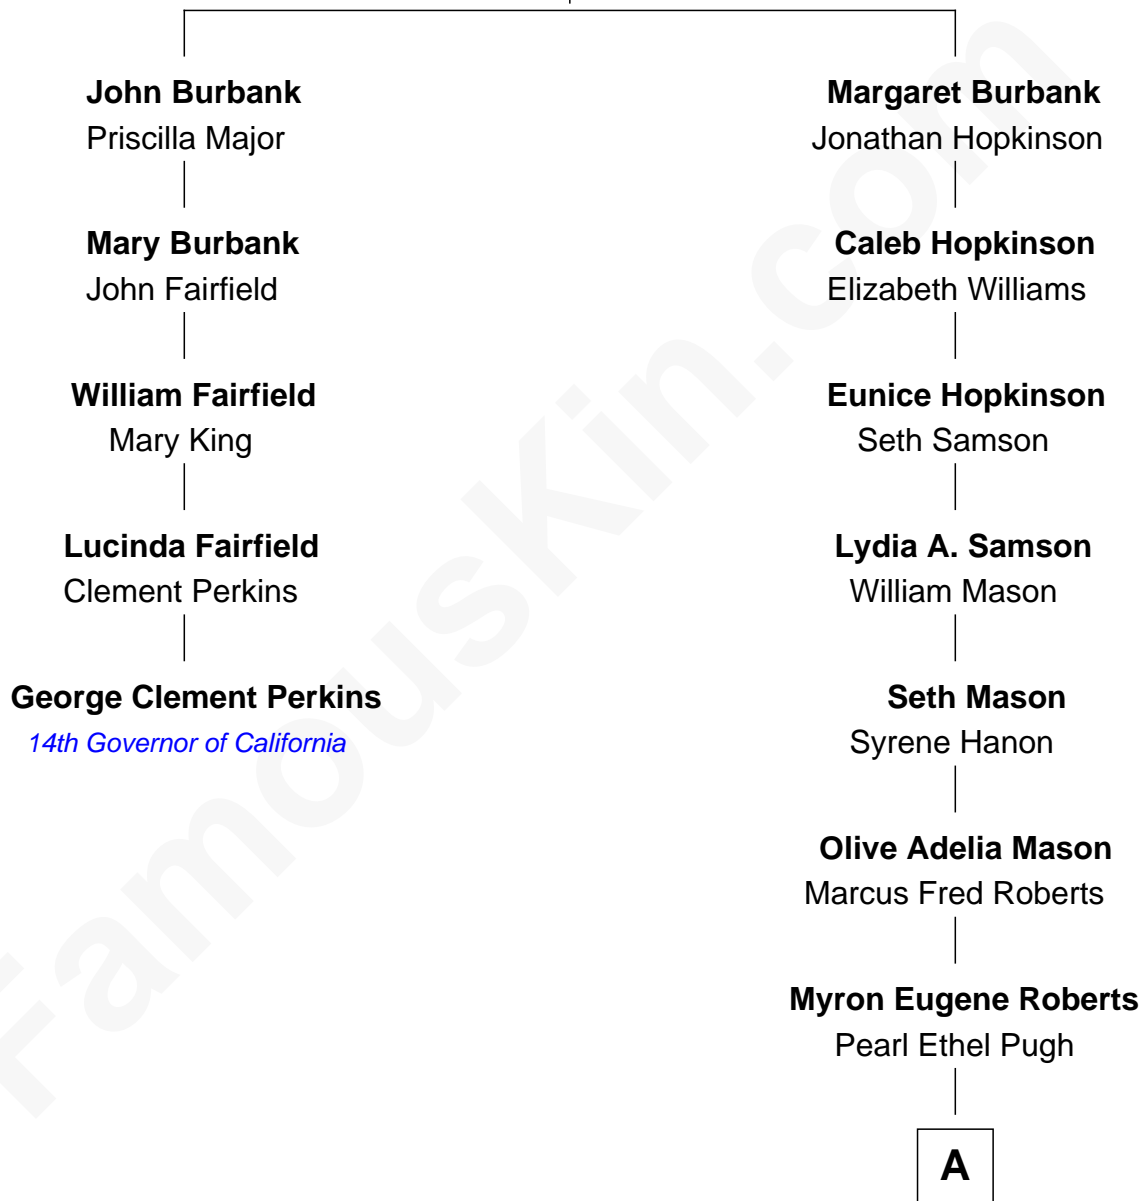 John Burbank
Priscilla Major
Margaret Burbank
Jonathan Hopkinson
Mary Burbank
John Fairfield
Caleb Hopkinson
Elizabeth Williams
William Fairfield
Mary King
Eunice Hopkinson
Seth Samson
Lucinda Fairfield
Clement Perkins
Lydia A. Samson
William Mason
George Clement Perkins
14th Governor of California
Seth Mason
Syrene Hanon
Olive Adelia Mason
Marcus Fred Roberts
Myron Eugene Roberts
Pearl Ethel Pugh
A
FamousKin.com